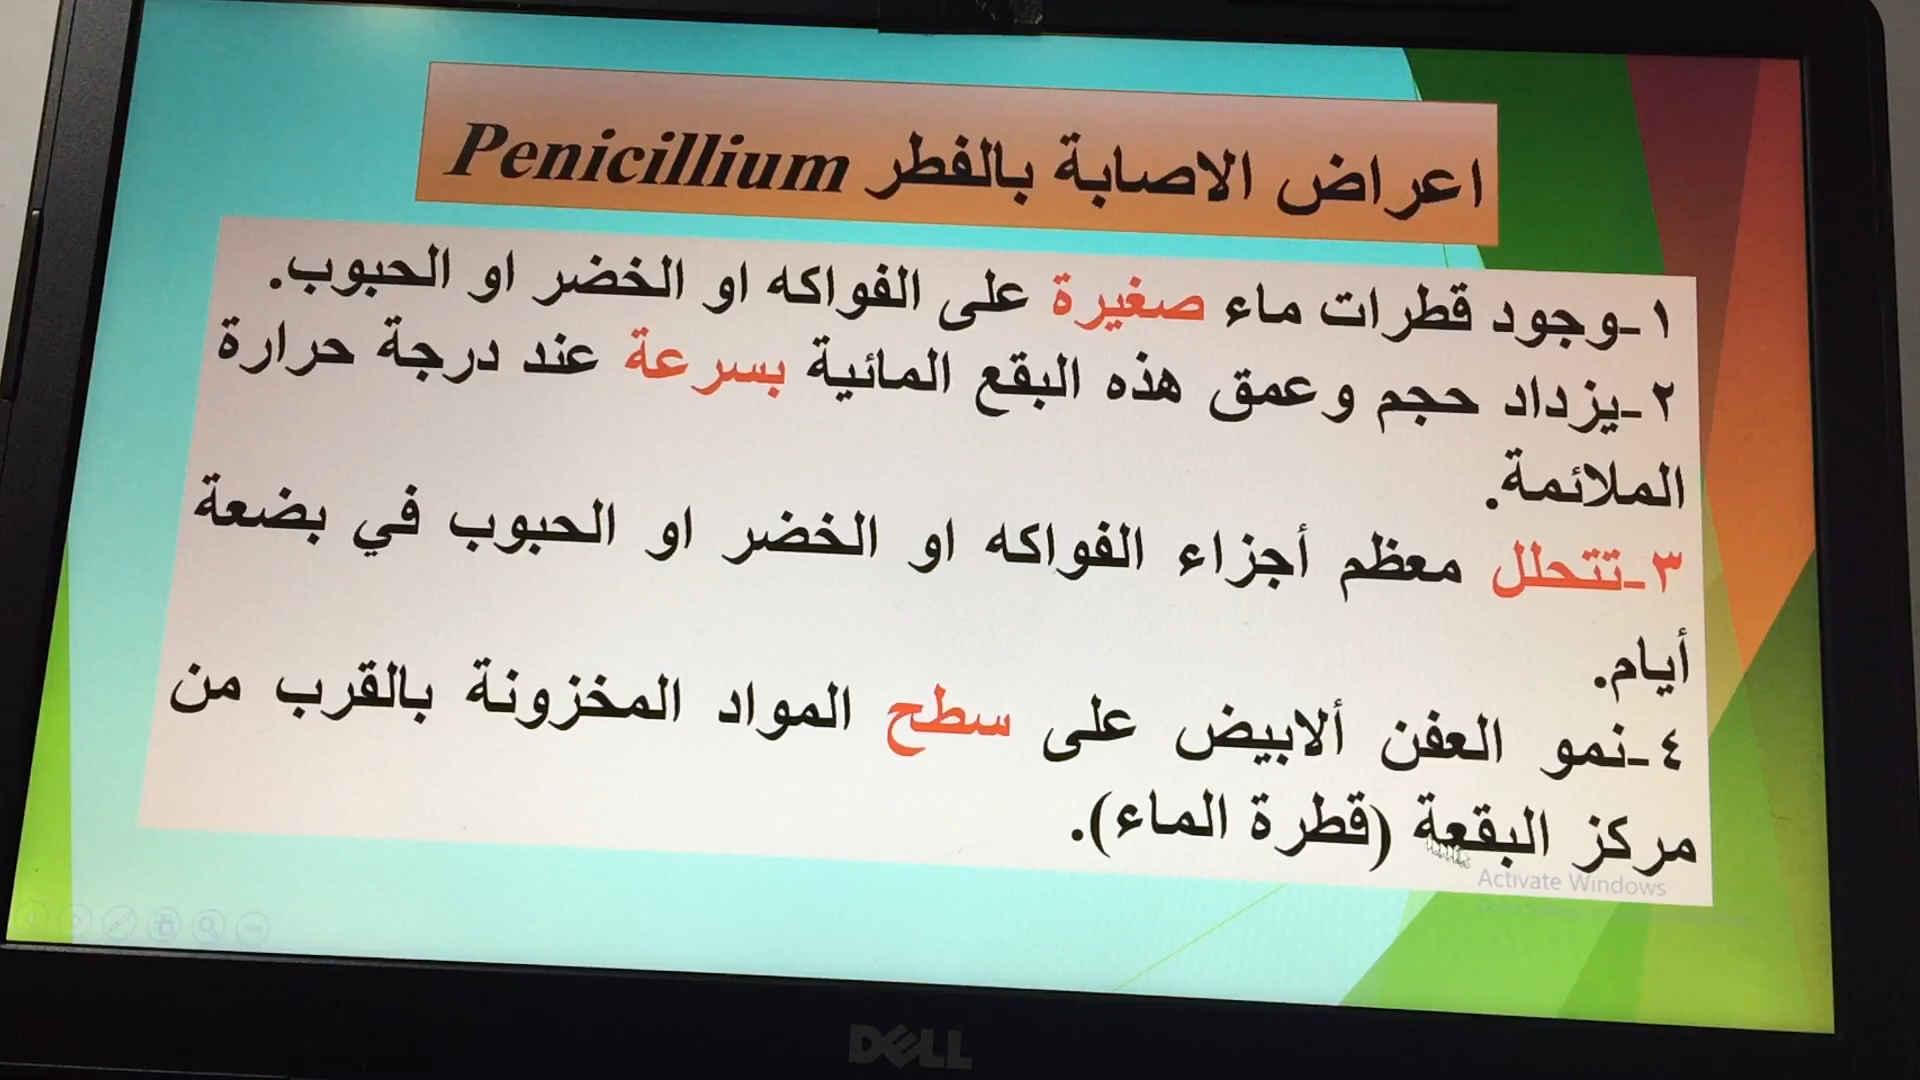 اعراض الاصابة بالفطر Penicillium
١-وجود قطرات ماء صغيرة على الفواكه او الخضر او الحبوب.
٢-يزداد حجم وعمق هذه البقع المائية بسرعة عند درجة حرارة
الملائمة.
٣-تتحلل معظم أجزاء الفواكه او الخضر او الحبوب في بضعة
أيام.
٤-نمو العفن ألابيض على سطح المواد المخزونة بالقرب من
مركز البقعة (قطرة الماء).
Activate Windows
DELL